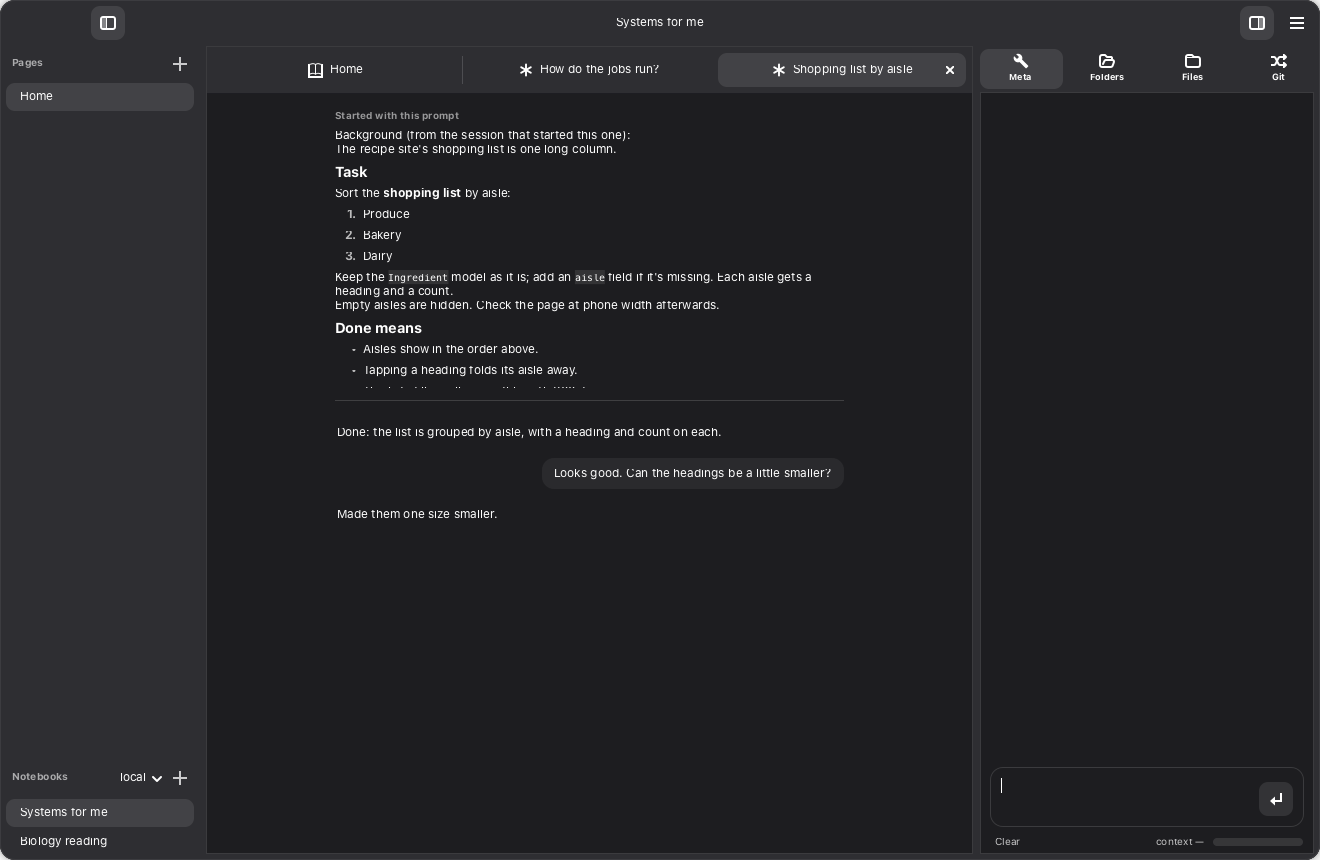 Systems for me
Pages
Home
Home
How do the jobs run?
Shopping list by aisle
Meta
Folders
Files
Git
Started with this prompt
Background (from the session that started this one):
The recipe site's shopping list is one long column.
Task
Sort the shopping list by aisle:
1. Produce
2. Bakery
3. Dairy
Keep the Ingredient model as it is; add an aisle field if it's missing. Each aisle gets a
heading and a count.
Empty aisles are hidden. Check the page at phone width afterwards.
Done means
- Aisles show in the order above.
- Tapping a heading folds its aisle away.
Done: the list is grouped by aisle, with a heading and count on each.
Looks good. Can the headings be a little smaller?
Made them one size smaller.
Notebooks
local
Systems for me
Biology reading
Clear
context —